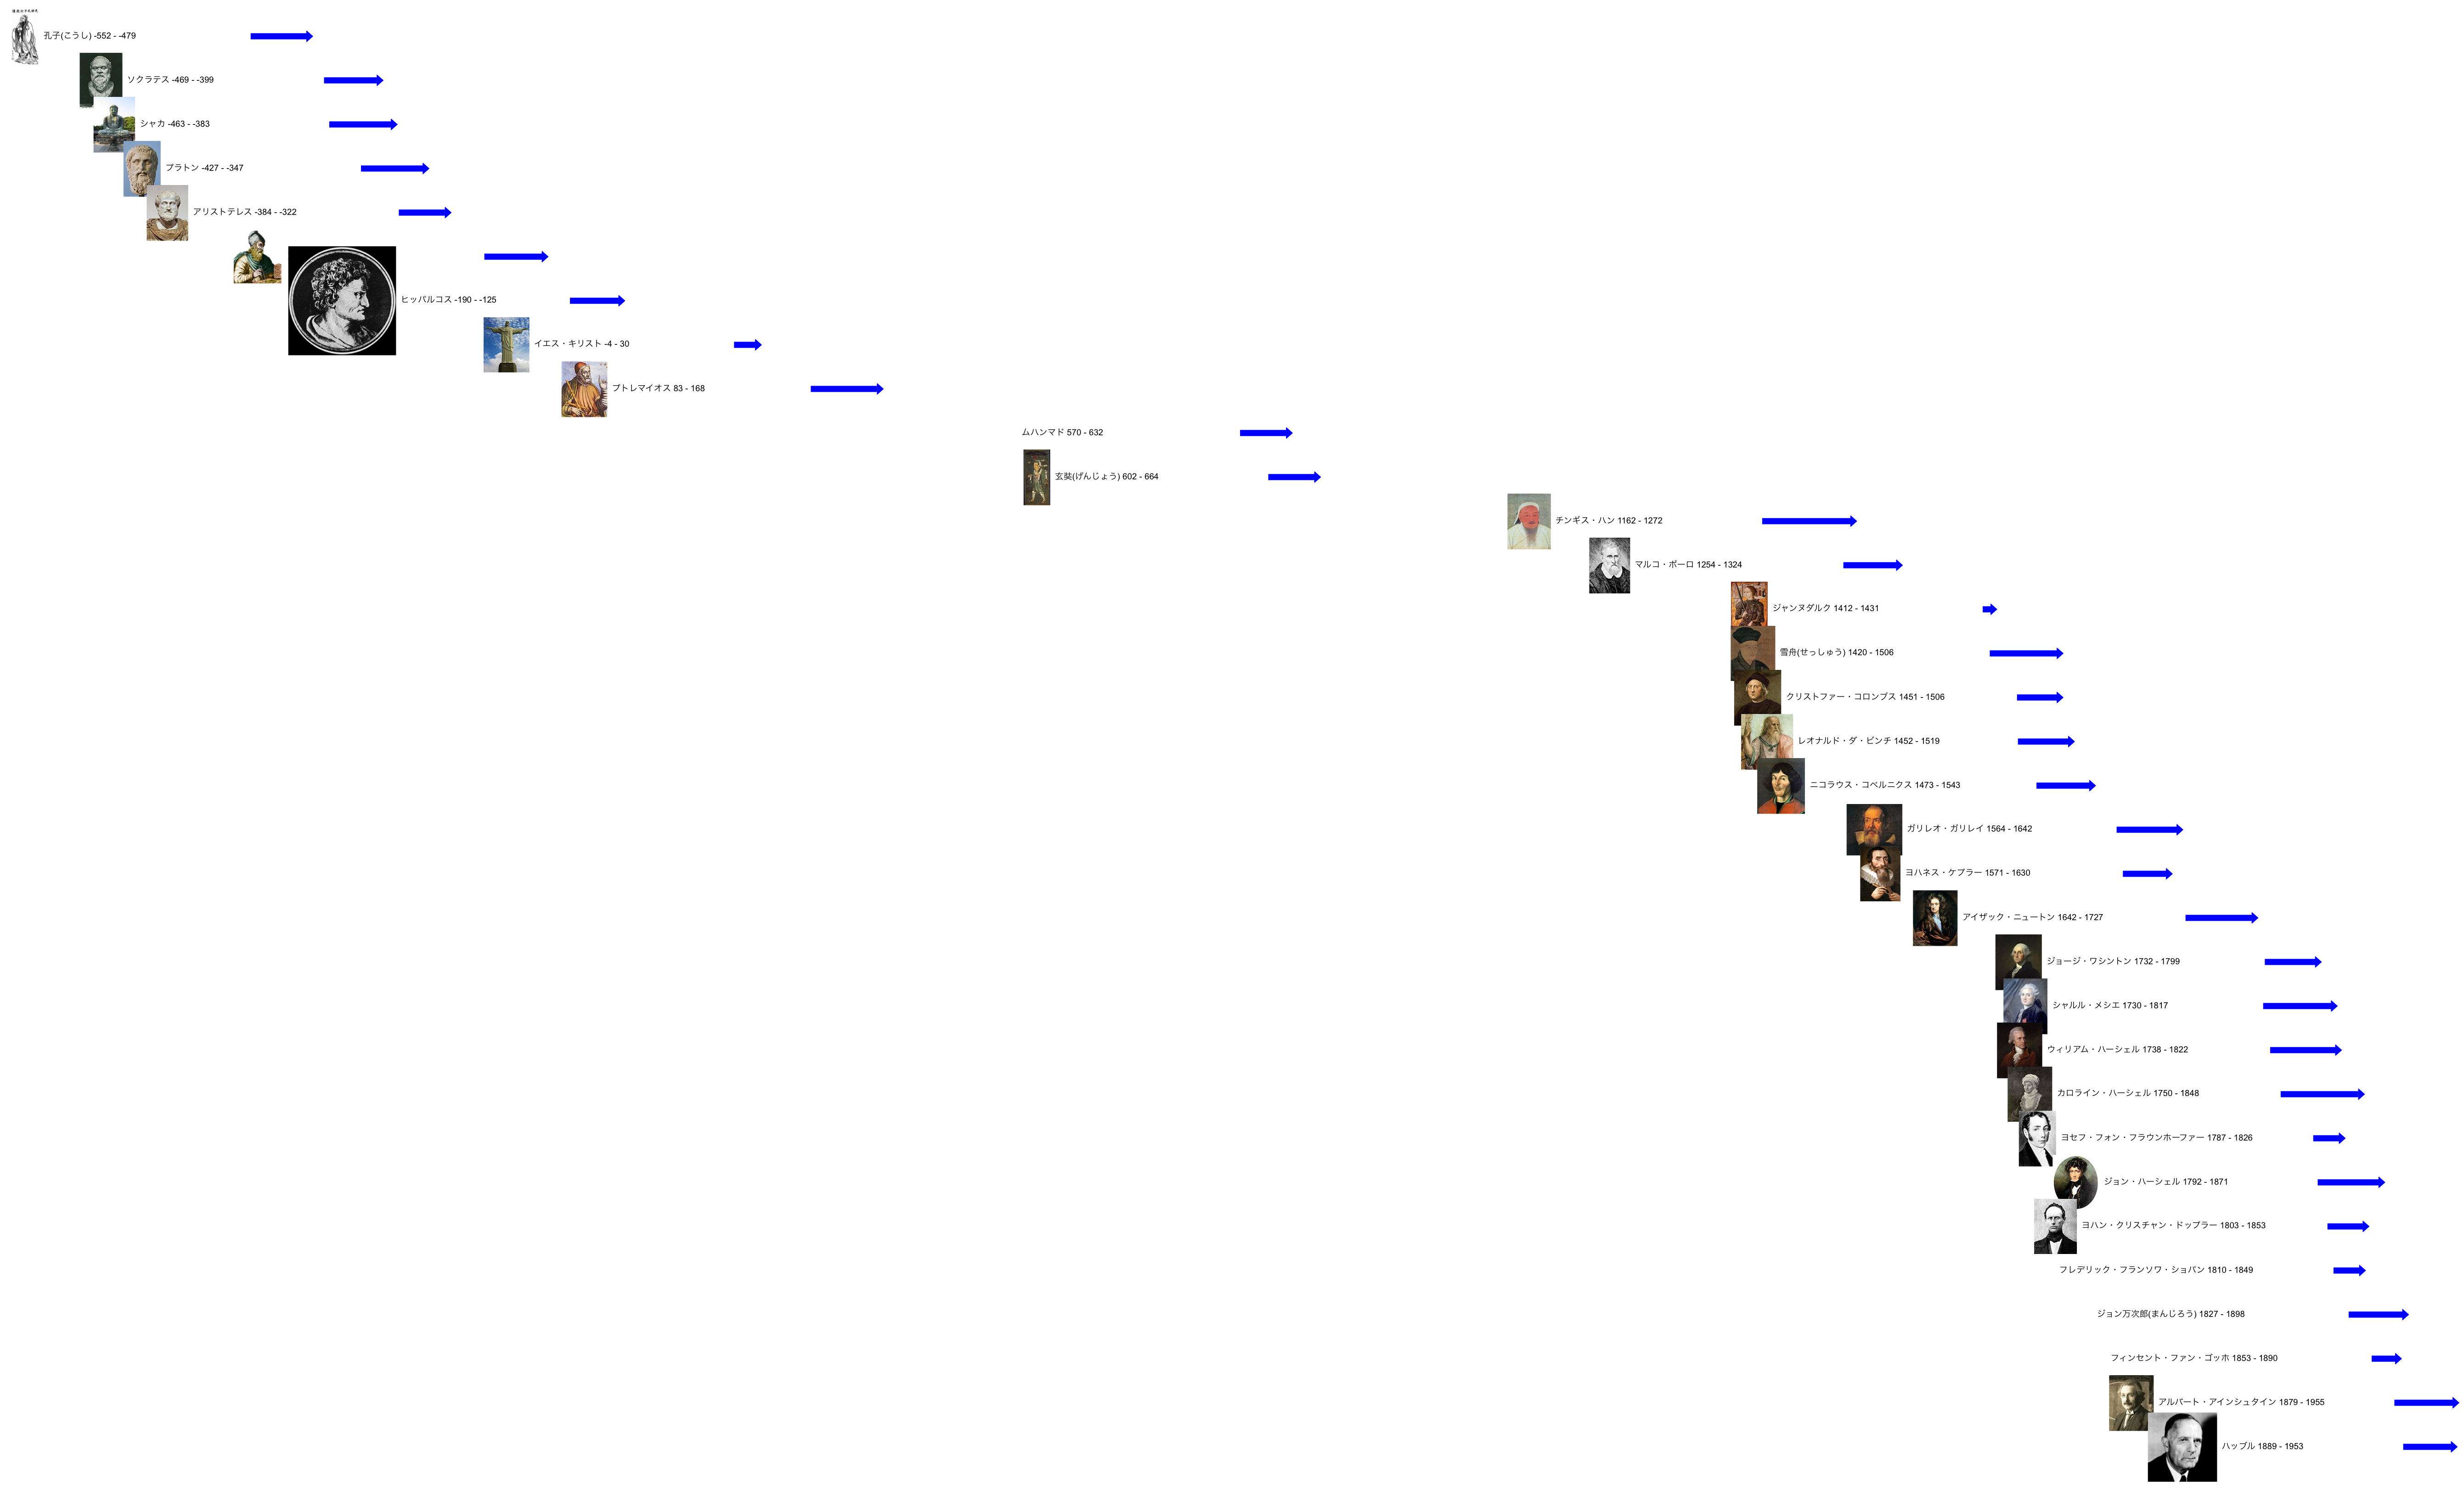 孔子(こうし) -552 - -479
ソクラテス -469 - -399
シャカ -463 - -383
プラトン -427 - -347
アリストテレス -384 - -322
ヒッパルコス -190 - -125
イエス・キリスト -4 - 30
プトレマイオス 83 - 168
ムハンマド 570 - 632
玄奘(げんじょう) 602 - 664
チンギス・ハン 1162 - 1272
マルコ・ポーロ 1254 - 1324
ジャンヌダルク 1412 - 1431
雪舟(せっしゅう) 1420 - 1506
クリストファー・コロンブス 1451 - 1506
レオナルド・ダ・ビンチ 1452 - 1519
ニコラウス・コペルニクス 1473 - 1543
ガリレオ・ガリレイ 1564 - 1642
ヨハネス・ケプラー 1571 - 1630
アイザック・ニュートン 1642 - 1727
ジョージ・ワシントン 1732 - 1799
シャルル・メシエ 1730 - 1817
ウィリアム・ハーシェル 1738 - 1822
カロライン・ハーシェル 1750 - 1848
ヨセフ・フォン・フラウンホーファー 1787 - 1826
ジョン・ハーシェル 1792 - 1871
ヨハン・クリスチャン・ドップラー 1803 - 1853
フレデリック・フランソワ・ショパン 1810 - 1849
ジョン万次郎(まんじろう) 1827 - 1898
フィンセント・ファン・ゴッホ 1853 - 1890
アルバート・アインシュタイン 1879 - 1955
ハッブル 1889 - 1953